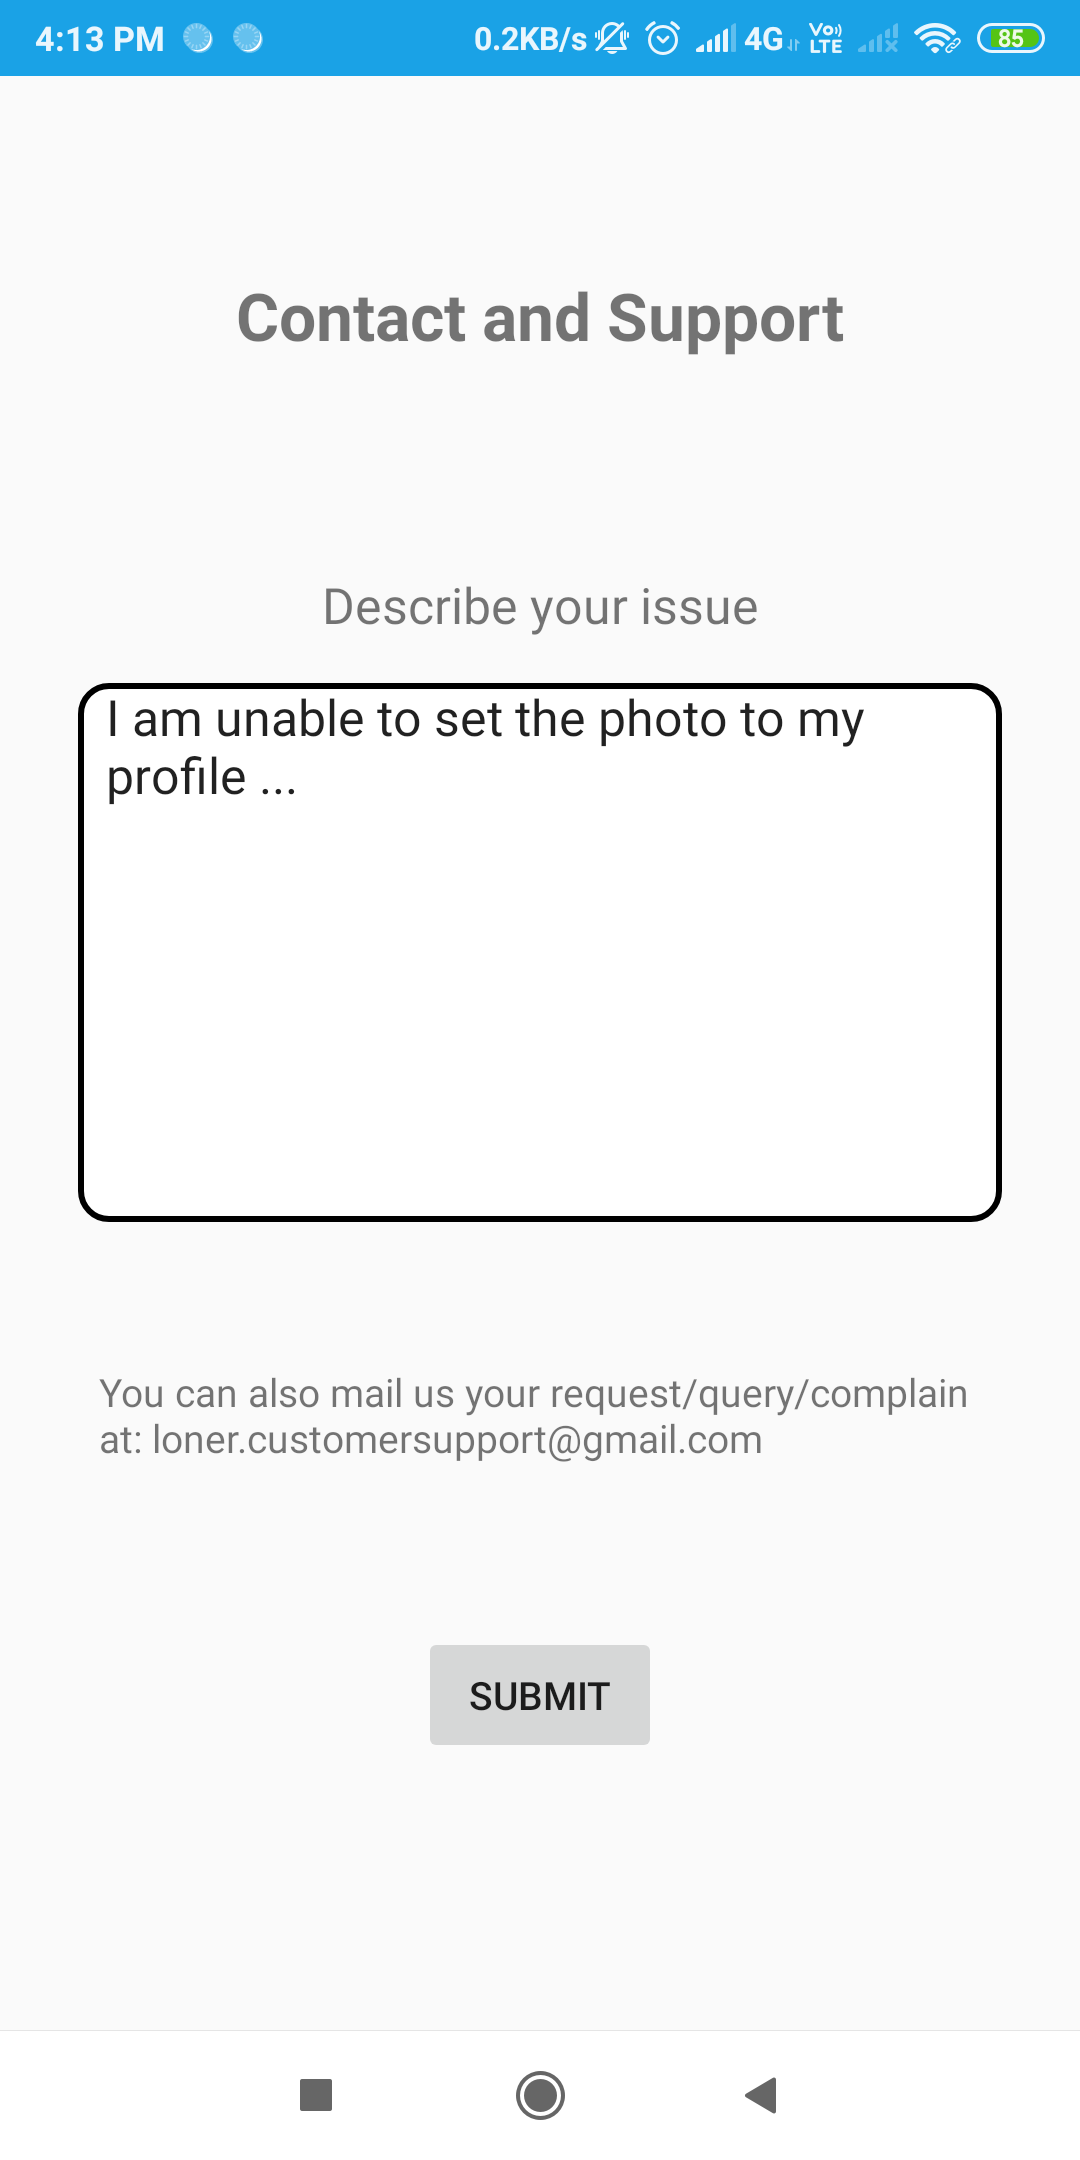 4:13 PM 0.2KB/s 4G Vo) LTE 85
Contact and Support
Describe your issue
I am unable to set the photo to my
profile ...
You can also mail us your request/query/complain
at: loner.customersupport@gmail.com
SUBMIT